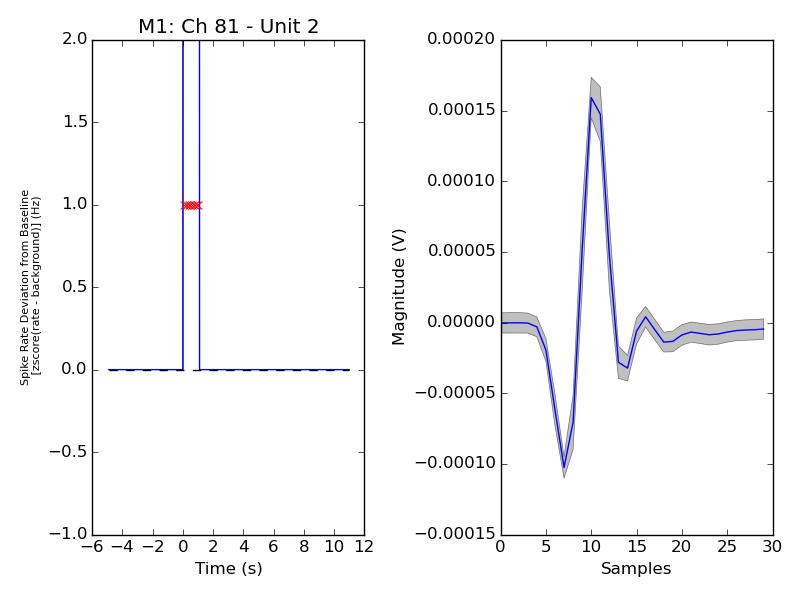 M1: Ch 81 - Unit 2
2.0
1.5
1.0
0.5
0.0
−0.5
−1.0
−6 −4 −2 0 2 4 6 8 10 12
Time (s)
Spike Rate Deviation from Baseline
[zscore(rate - background)] (Hz)
0.00020
0.00015
0.00010
0.00005
0.00000
−0.00005
−0.00010
−0.00015
0 5 10 15 20 25 30
Samples
Magnitude (V)